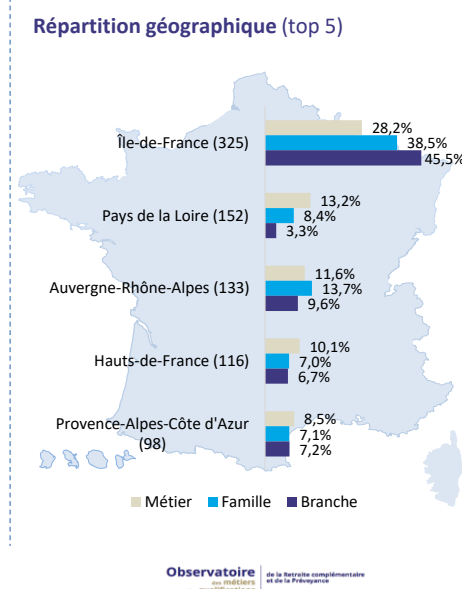 Répartition géographique (top 5)
Île-de-France (325)
28,2%
38,5%
45,5%
Pays de la Loire (152)
13,2%
8,4%
3,3%
Auvergne-Rhône-Alpes (133)
11,6%
13,7%
9,6%
Hauts-de-France (116)
10,1%
7,0%
6,7%
Provence-Alpes-Côte d'Azur
(98)
8,5%
7,1%
7,2%
Métier Famille Branche
Observatoire de la Retraite complémentaire
des métiers et de la Prévoyance